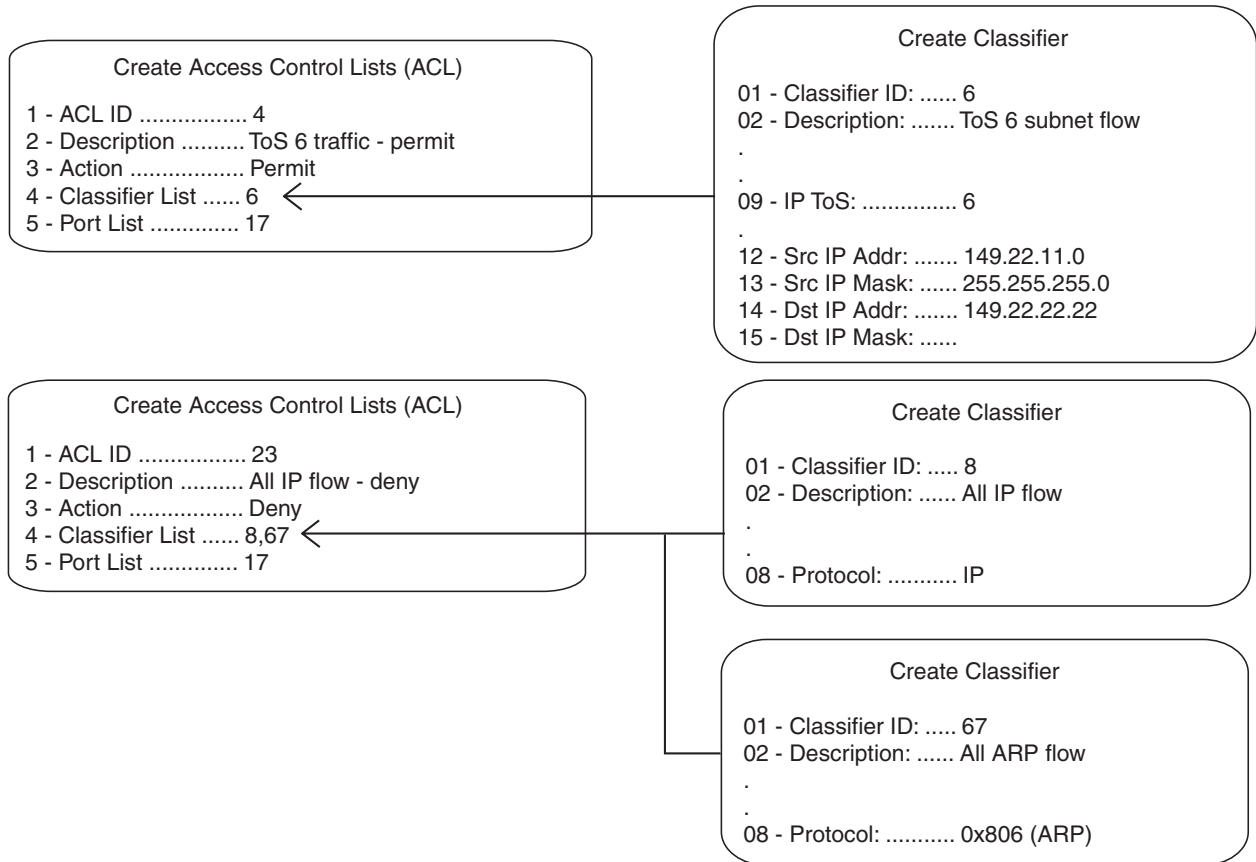 Create Access Control Lists (ACL)
1 - ACL ID ................. 4
2 - Description .......... ToS 6 traffic - permit
3 - Action .................. Permit
4 - Classifier List ...... 6
5 - Port List .............. 17
Create Classifier
01 - Classifier ID: ...... 6
02 - Description: ....... ToS 6 subnet flow
.
.
09 - IP ToS: ............... 6
.
12 - Src IP Addr: ....... 149.22.11.0
13 - Src IP Mask: ...... 255.255.255.0
14 - Dst IP Addr: ....... 149.22.22.22
15 - Dst IP Mask: ......
Create Access Control Lists (ACL)
1 - ACL ID ................. 23
2 - Description .......... All IP flow - deny
3 - Action .................. Deny
4 - Classifier List ...... 8,67
5 - Port List .............. 17
Create Classifier
01 - Classifier ID: ..... 8
02 - Description: ...... All IP flow
.
.
08 - Protocol: ........... IP
Create Classifier
01 - Classifier ID: ..... 67
02 - Description: ...... All ARP flow
.
.
08 - Protocol: ........... 0x806 (ARP)